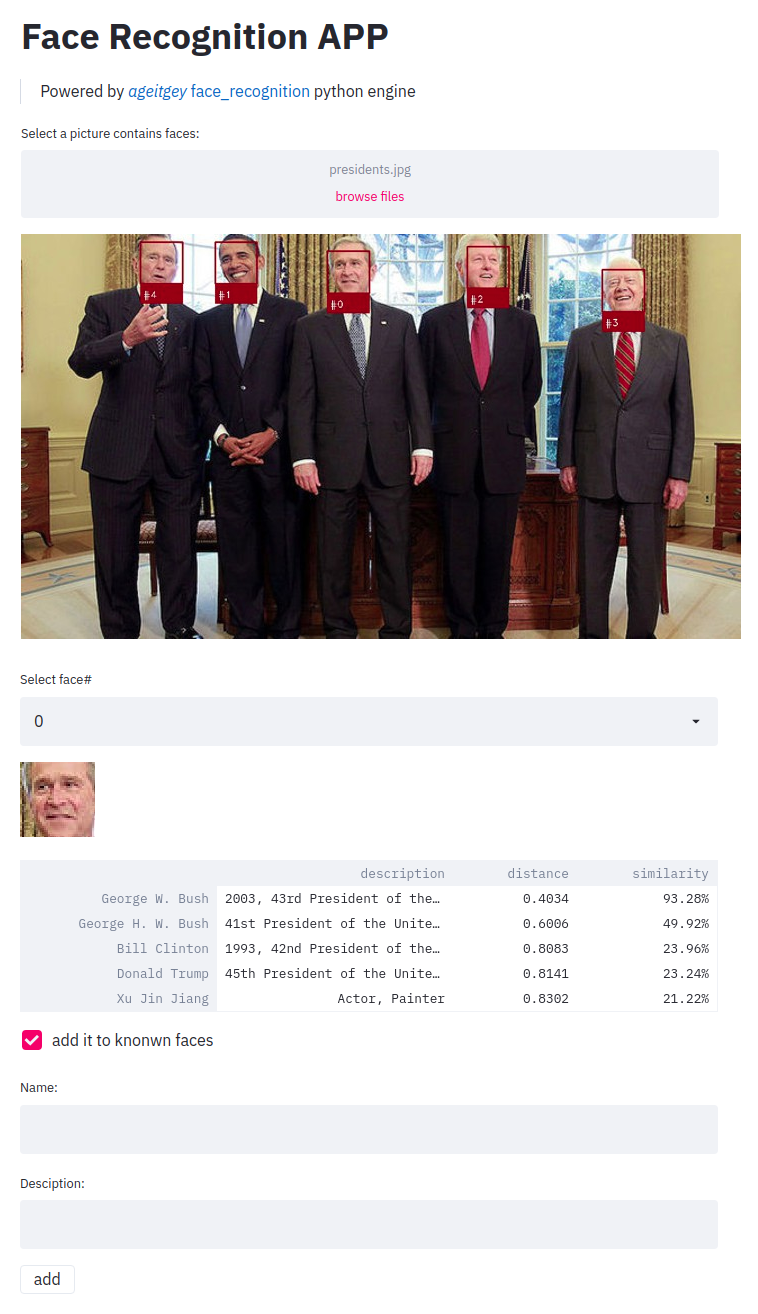 Face Recognition APP
Powered by ageitgey face_recognition python engine
Select a picture contains faces:
presidents.jpg
browse files
#4
#1
#0
#2
#3
Select face#
0
description distance similarity
George W. Bush 2003, 43rd President of the… 0.4034 93.28%
George H. W. Bush 41st President of the Unite… 0.6006 49.92%
Bill Clinton 1993, 42nd President of the… 0.8083 23.96%
Donald Trump 45th President of the Unite… 0.8141 23.24%
Xu Jin Jiang Actor, Painter 0.8302 21.22%
add it to knonwn faces
Name:
Desciption:
add